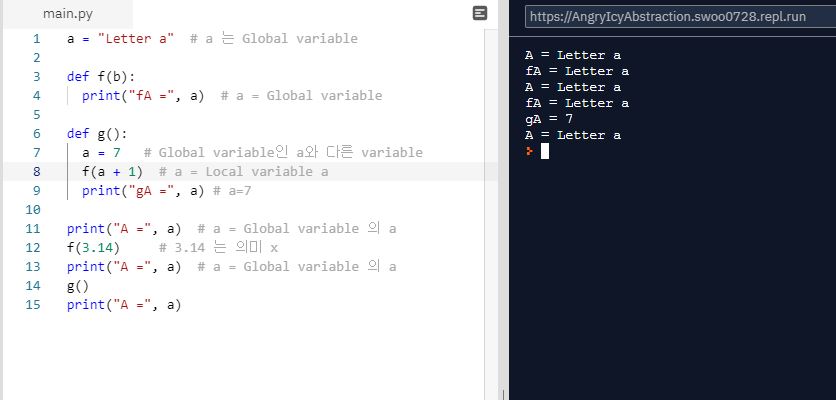 main.py
https://AngryIcyAbstraction.swoo0728.repl.run
1 a = "Letter a"  # a 는 Global variable
2
3 def f(b):
4   print("fA =", a)  # a = Global variable
5
6 def g():
7   a = 7   # Global variable인 a와 다른 variable
8   f(a + 1)  # a = Local variable a
9   print("gA =", a) # a=7
10
11 print("A =", a)  # a = Global variable 의 a
12 f(3.14)     # 3.14 는 의미 x
13 print("A =", a)  # a = Global variable 의 a
14 g()
15 print("A =", a)
A = Letter a
fA = Letter a
A = Letter a
fA = Letter a
gA = 7
A = Letter a